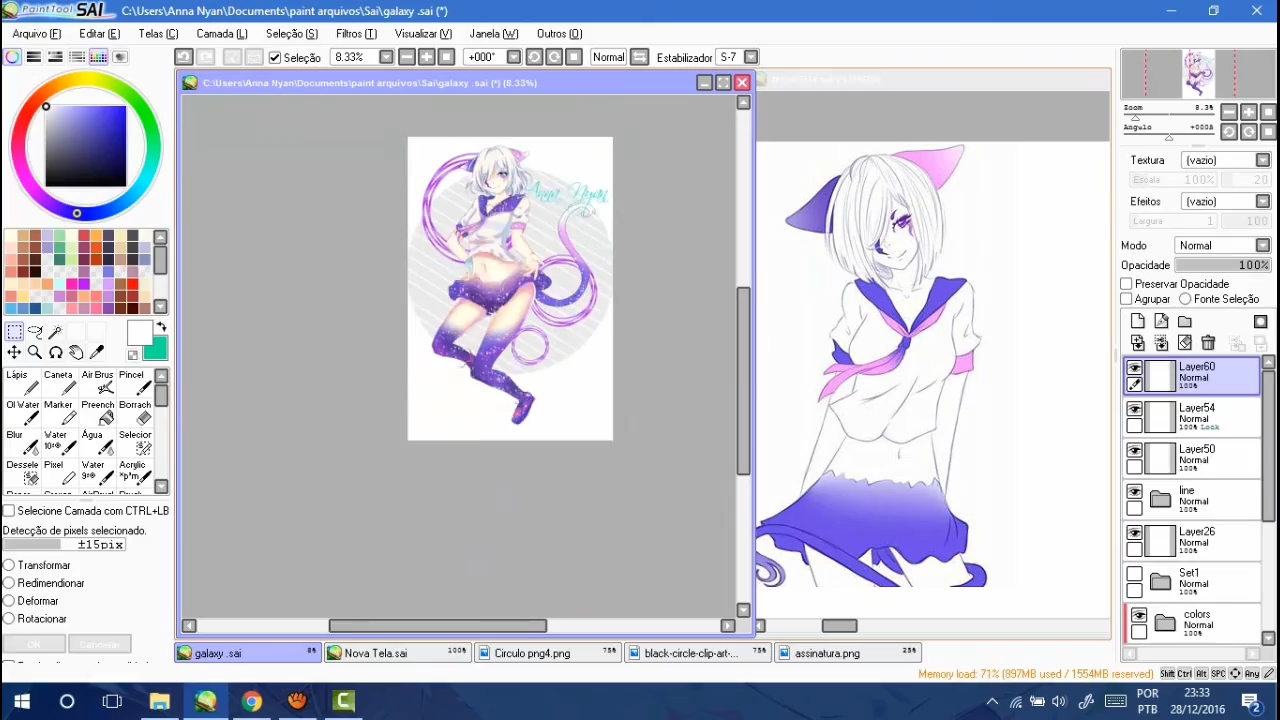 PaintTool SAI C:\Users\Anna Nyan\Documents\paint arquivos\Sai\galaxy .sai (*)
Arquivo (F) Editar (E) Telas (C) Camada (L) Seleção (S) Filtros (T) Visualizar (V) Janela (W) Outros (O)
Seleção 8.33% +000° Normal Estabilizador S-7
C:\Users\Anna Nyan\Documents\paint arquivos\Sai\galaxy .sai (*) (8.33%)
Anna Nyan
Zoom 8.3%
Angulo +000Â
Textura (vazio)
Escala 100% 20
Efeitos (vazio)
Largura 1 100
Modo Normal
Opacidade 100%
Preservar Opacidade
Agrupar Fonte Seleção
Layer60
Normal
100%
Layer54
Normal
100% Lock
Layer50
Normal
100%
line
Normal
100%
Layer26
Normal
100%
Set1
Normal
100%
colors
Normal
100%
Lápis Caneta Air Brus Pincel
Ol Water Marker Preench Borrach
Blur Water Água Selecior
Dessele Pixel Water Acrylic
Selecione Camada com CTRL+LB
Detecção de pixels selecionado.
±15pix
Transformar
Redimendionar
Deformar
Rotacionar
OK Cancelar
galaxy .sai 8% Nova Tela.sai 100% Circulo png4.png 75% black-circle-clip-art-... 75% assinatura.png 25%
Memory load: 71% (897MB used / 1554MB reserved) Shift Ctrl Alt SPC Any
POR
PTB
23:33
28/12/2016
2